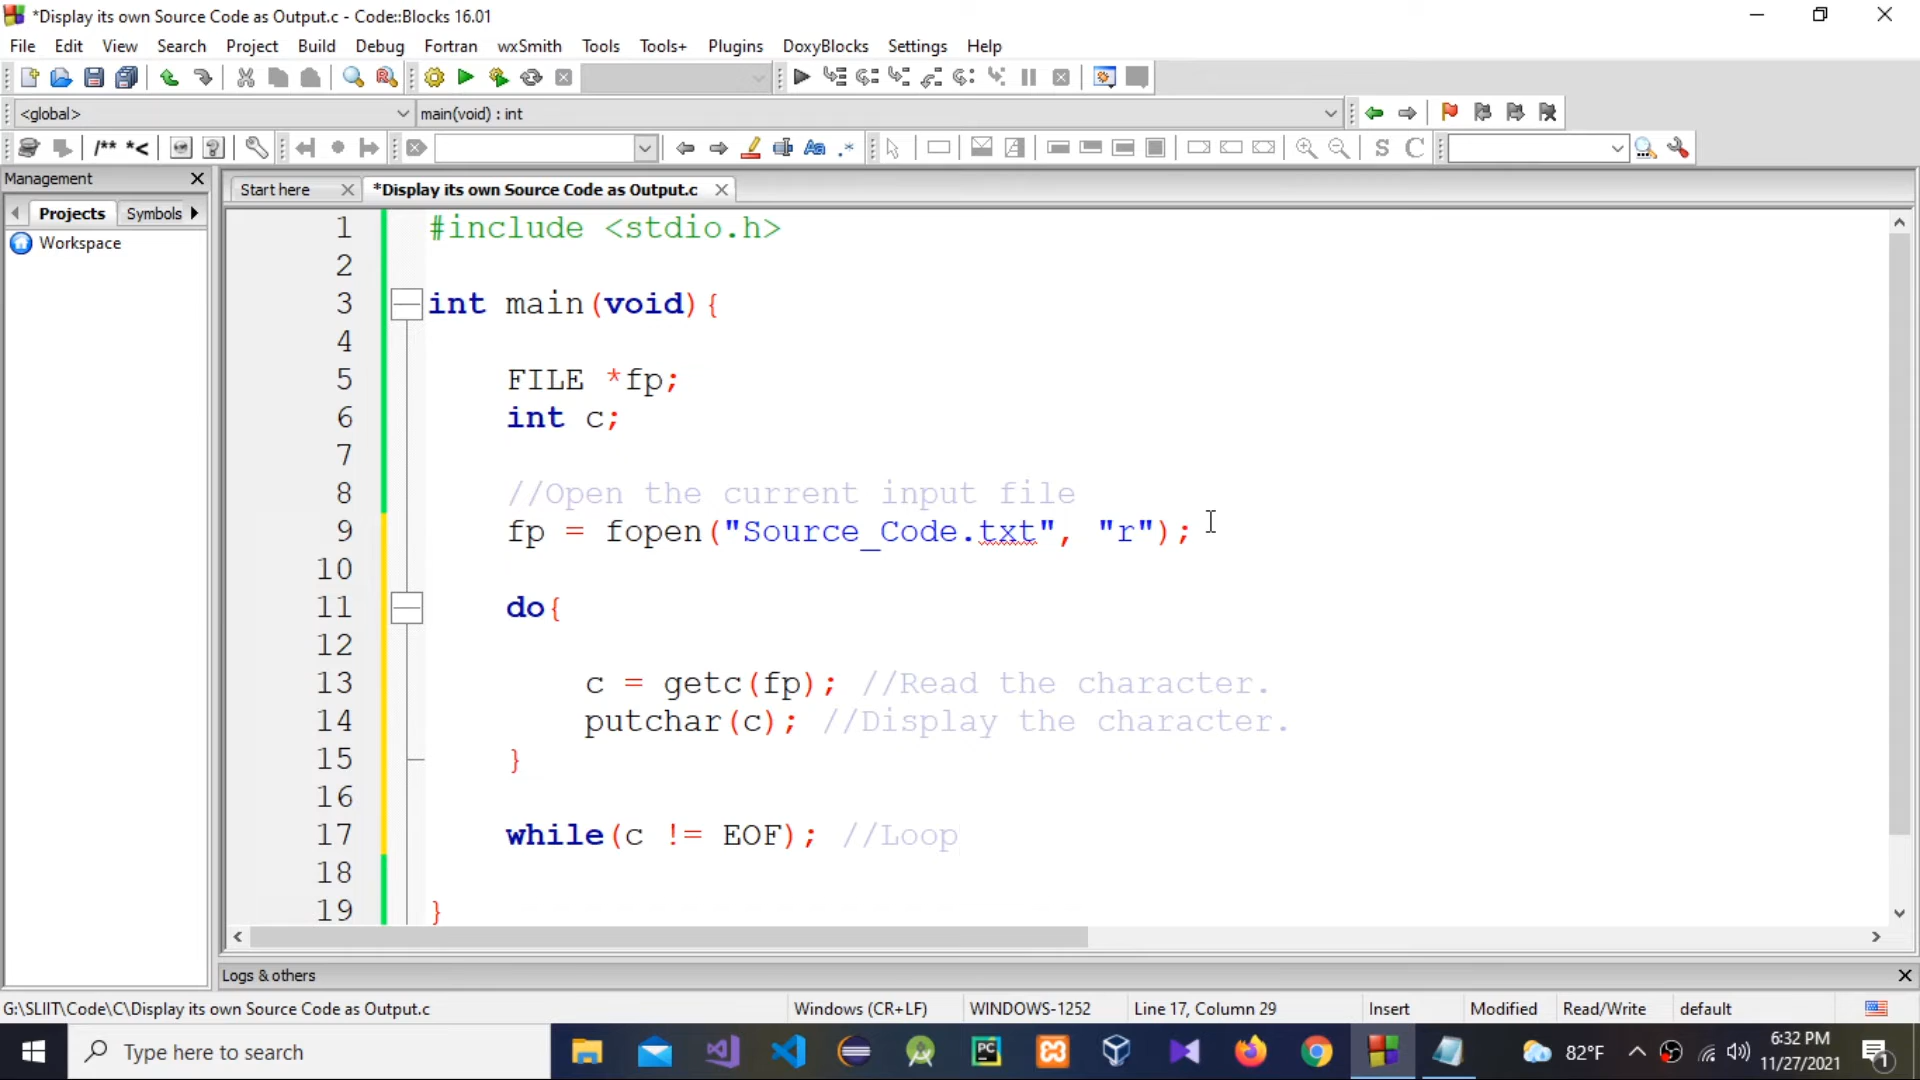 *Display its own Source Code as Output.c - Code::Blocks 16.01
File Edit View Search Project Build Debug Fortran wxSmith Tools Tools+ Plugins DoxyBlocks Settings Help
<global> main(void) : int
/** *<
Management
Start here *Display its own Source Code as Output.c
Projects Symbols
Workspace
1 #include <stdio.h>
2
3 int main(void){
4
5 FILE *fp;
6 int c;
7
8 //Open the current input file
9 fp = fopen("Source_Code.txt", "r");
10
11 do{
12
13 c = getc(fp); //Read the character.
14 putchar(c); //Display the character.
15 }
16
17 while(c != EOF); //Loop
18
19 }
Logs & others
G:\SLIIT\Code\C\Display its own Source Code as Output.c Windows (CR+LF) WINDOWS-1252 Line 17, Column 29 Insert Modified Read/Write default
Type here to search 82°F 6:32 PM
11/27/2021 1